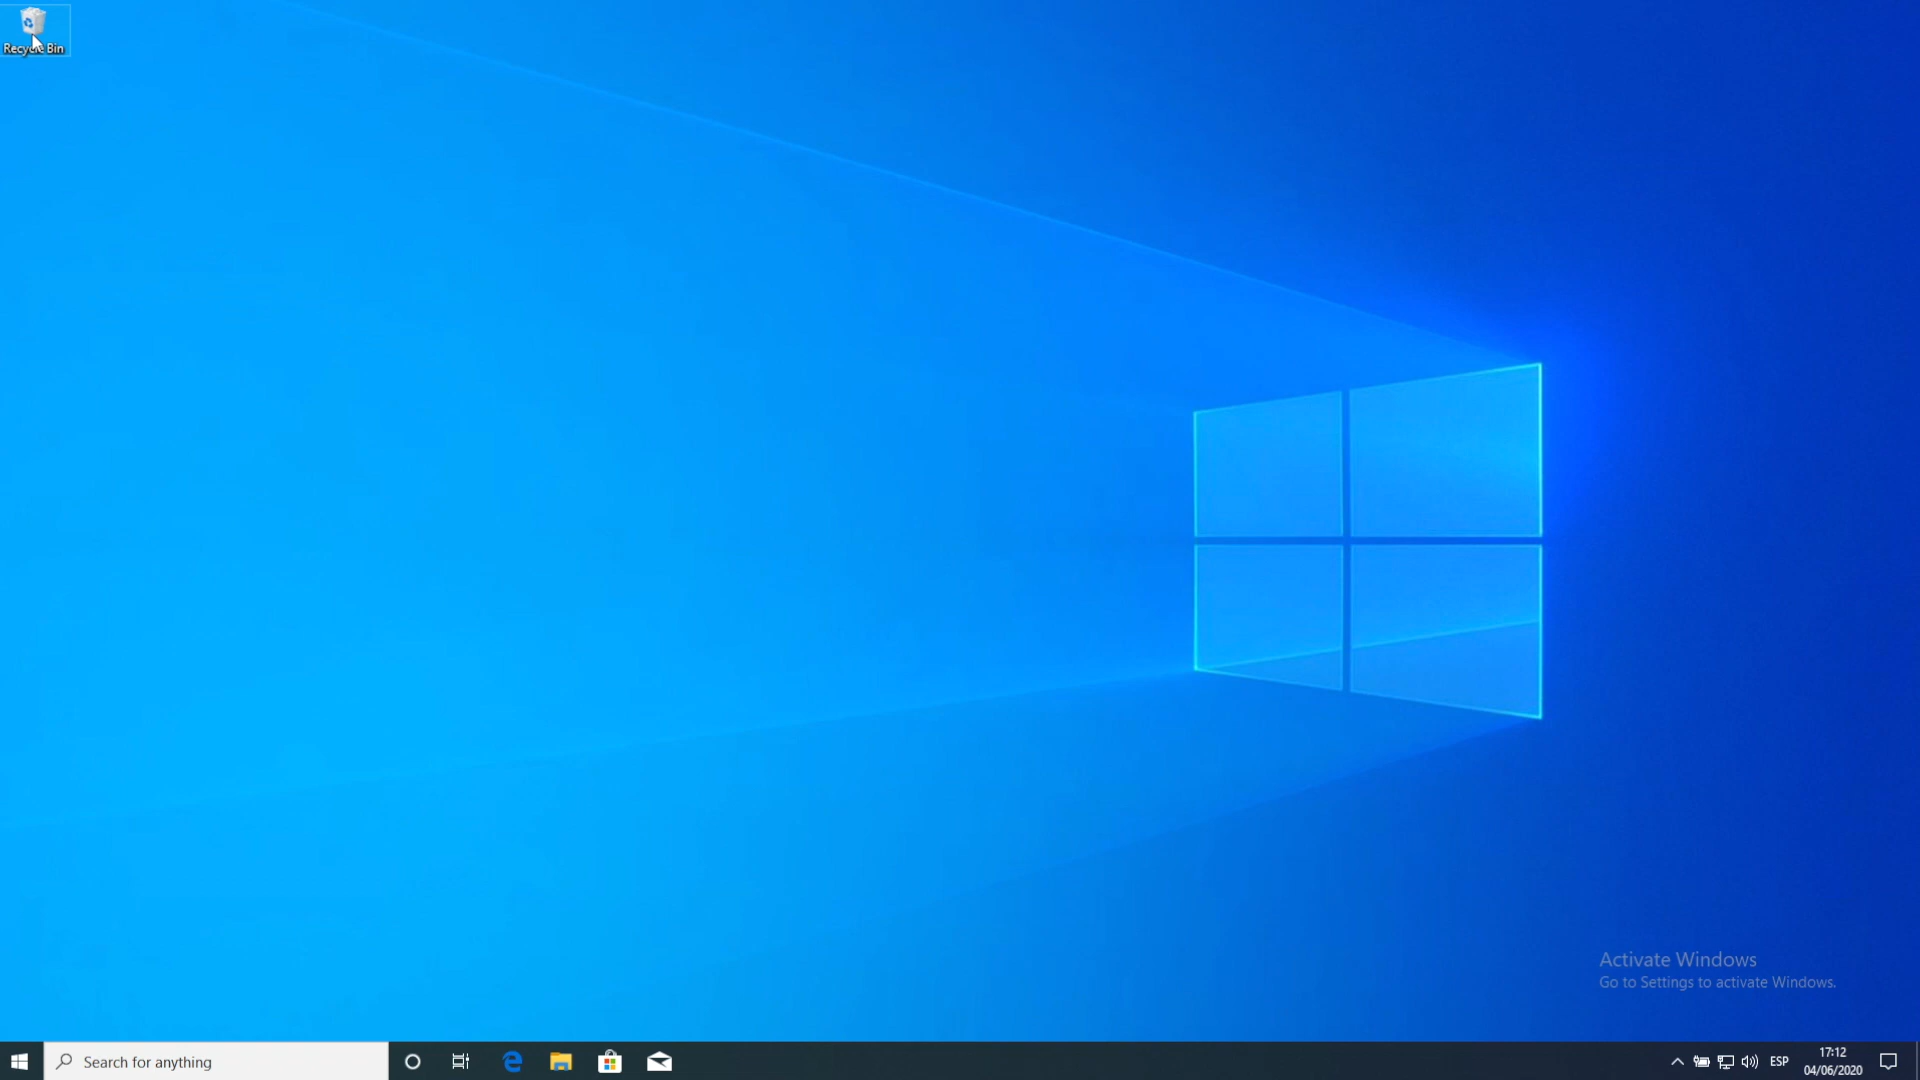 Recycle Bin
Activate Windows
Go to Settings to activate Windows.
Search for anything
ESP
17:12
04/06/2020